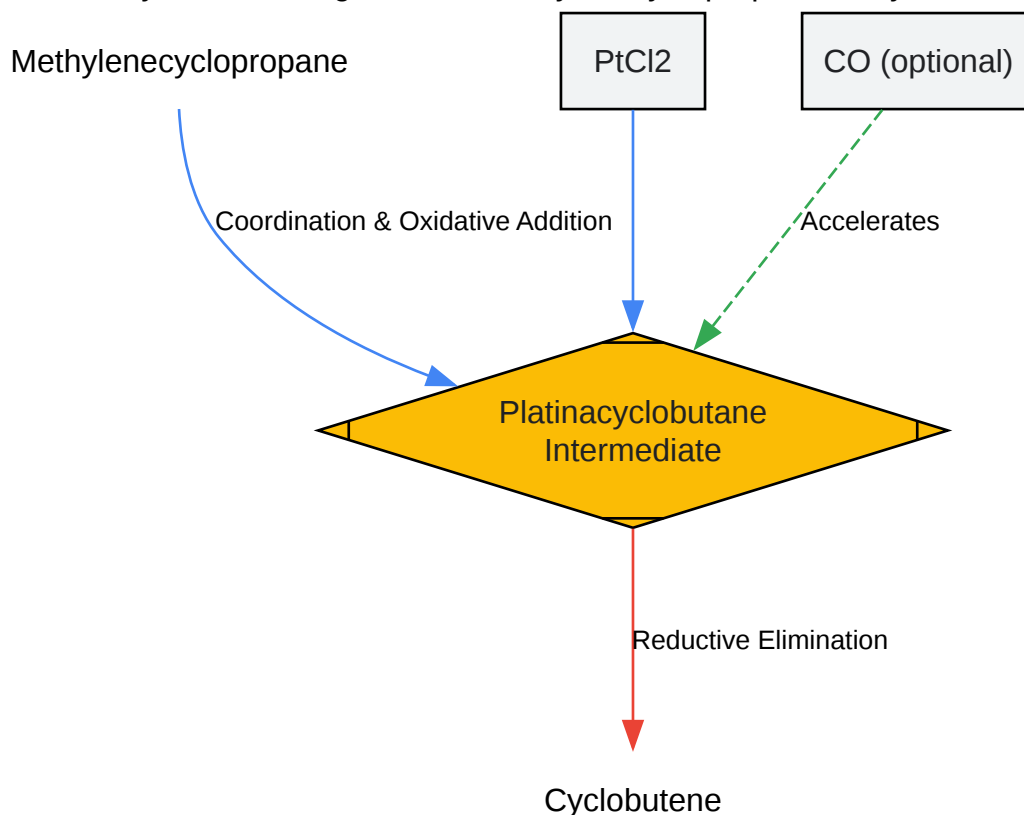 Methylenecyclopropane
PtCl2
CO (optional)
Coordination & Oxidative Addition
Accelerates
Platinacyclobutane
Intermediate
Reductive Elimination
Cyclobutene